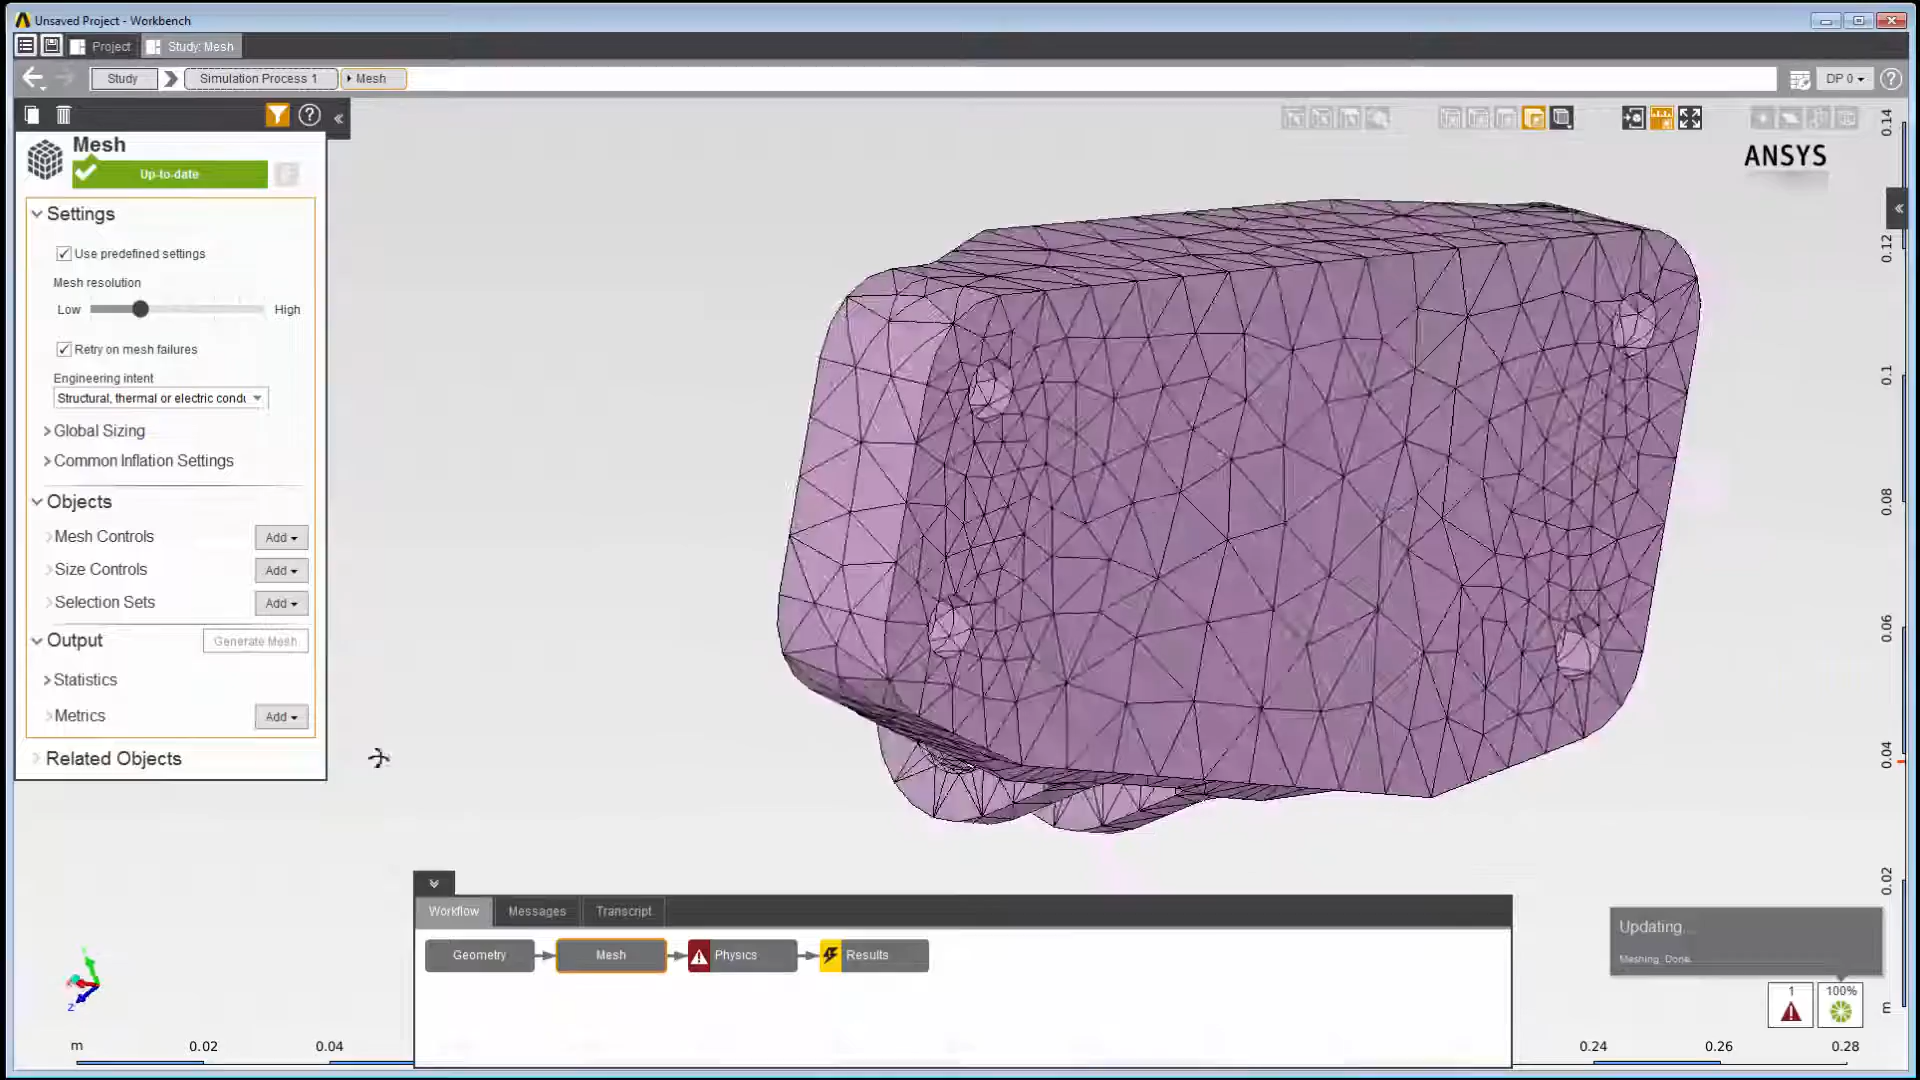 Unsaved Project - Workbench
Project
Study: Mesh
Study
Simulation Process 1
Mesh
DP 0
Mesh
Up-to-date
Settings
Use predefined settings
Mesh resolution
Low
High
Retry on mesh failures
Engineering intent
Structural, thermal or electric condu
Global Sizing
Common Inflation Settings
Objects
Mesh Controls
Add
Size Controls
Add
Selection Sets
Add
Output
Generate Mesh
Statistics
Metrics
Add
Related Objects
ANSYS
0.14
0.12
0.1
0.08
0.06
0.04
0.02
m
Workflow
Messages
Transcript
Geometry
Mesh
Physics
Results
Updating...
Meshing: Done.
1
100%
Z
m
0.02
0.04
0.24
0.26
0.28